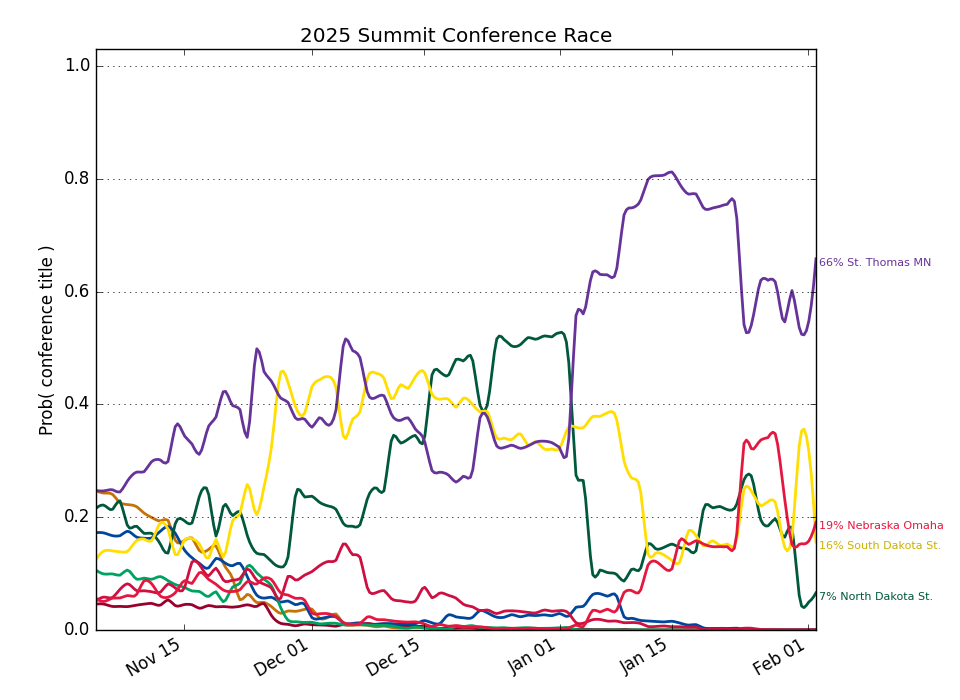 2025 Summit Conference Race
1.0
0.8
0.6
0.4
0.2
0.0
Prob( conference title )
66% St. Thomas MN
19% Nebraska Omaha
16% South Dakota St.
7% North Dakota St.
Nov 15
Dec 01
Dec 15
Jan 01
Jan 15
Feb 01